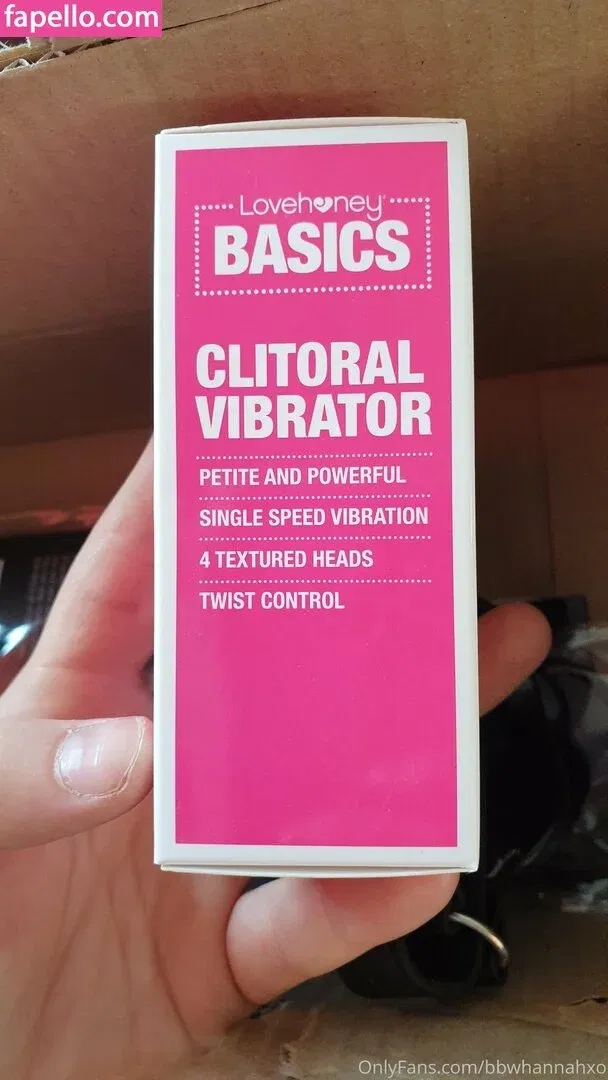 fapello.com
Lovehoney
BASICS
CLITORAL
VIBRATOR
PETITE AND POWERFUL
SINGLE SPEED VIBRATION
4 TEXTURED HEADS
TWIST CONTROL
OnlyFans.com/bbwhannahxo